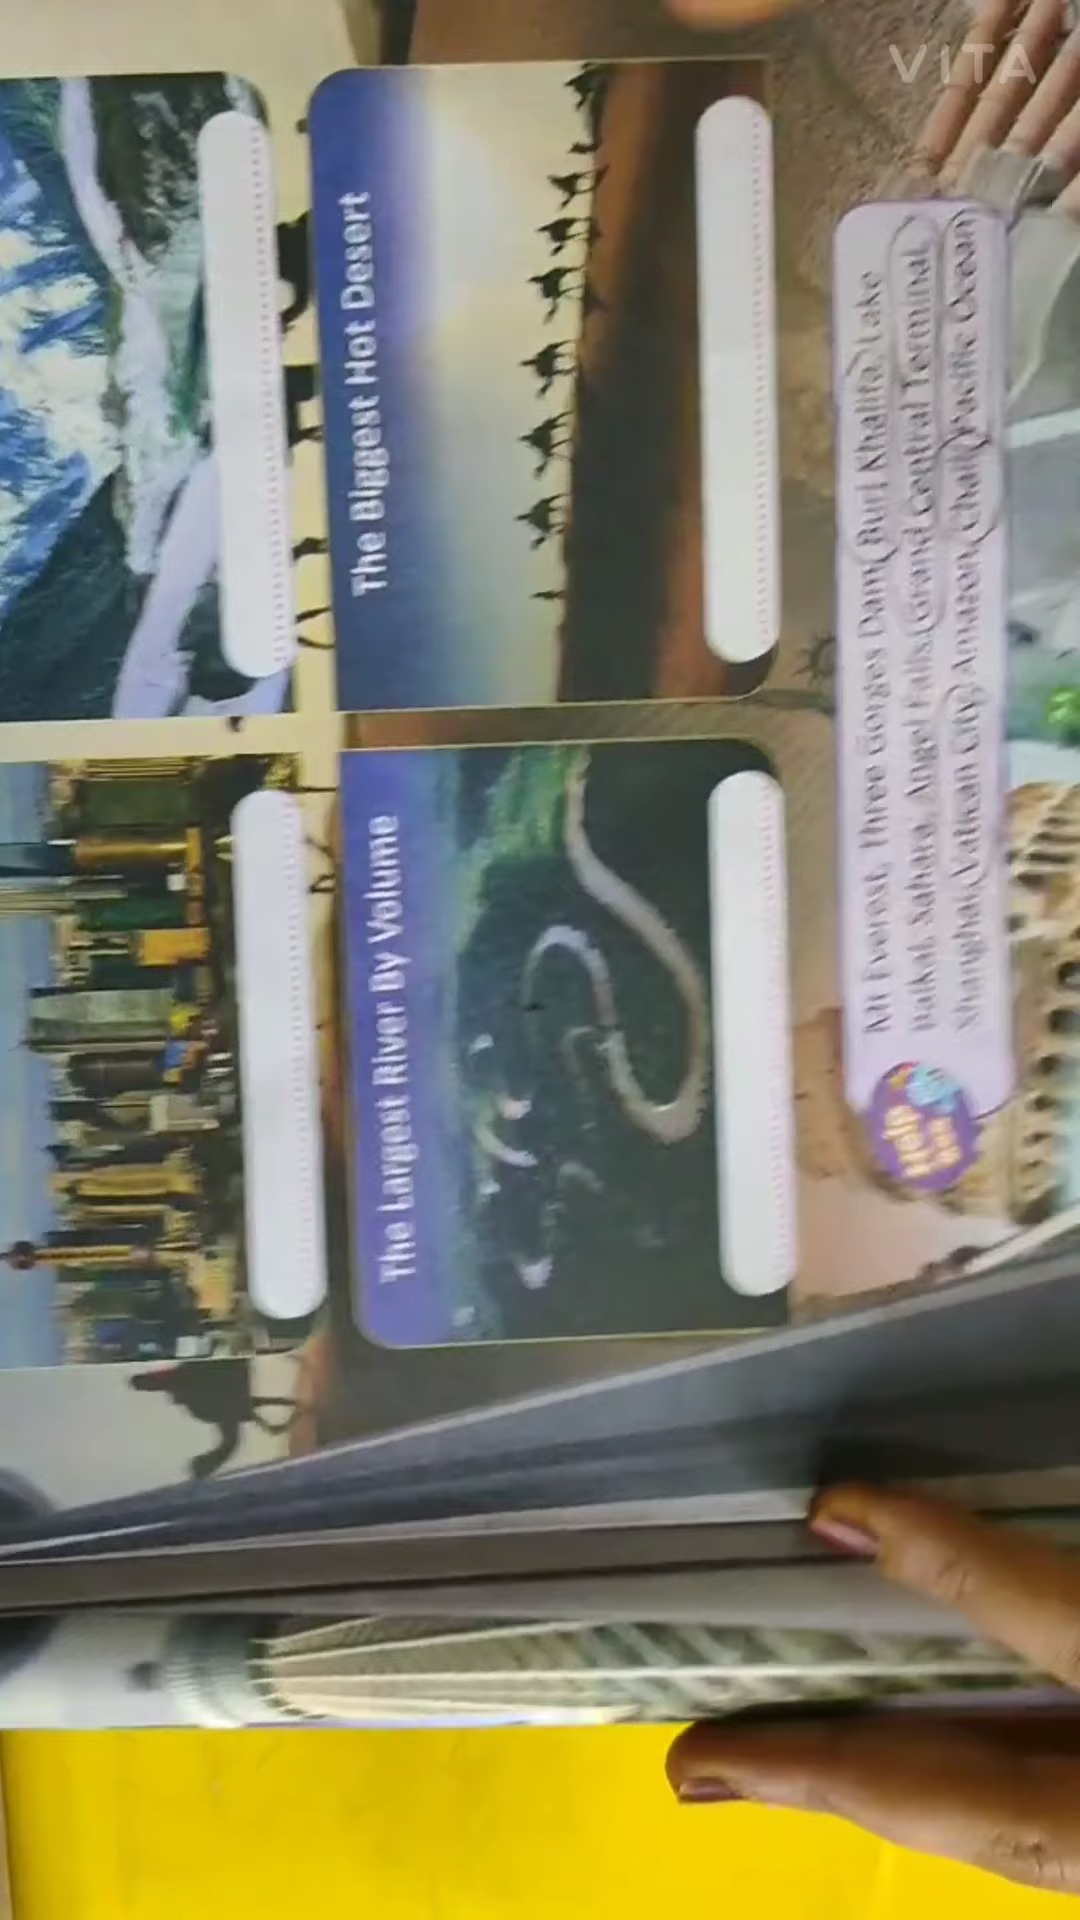 VITA
The Biggest Hot Desert
The Largest River By Volume
Help
Box
Mt Everest, Three Gorges Dam, Burj Khalifa, Lake
Baikal, Sahara, Angel Falls, Grand Central Terminal,
Shanghai, Vatican City, Amazon, Chail, Pacific Ocean